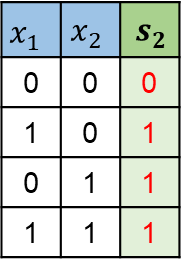 x₁ x₂ s₂
0 0 0
1 0 1
0 1 1
1 1 1